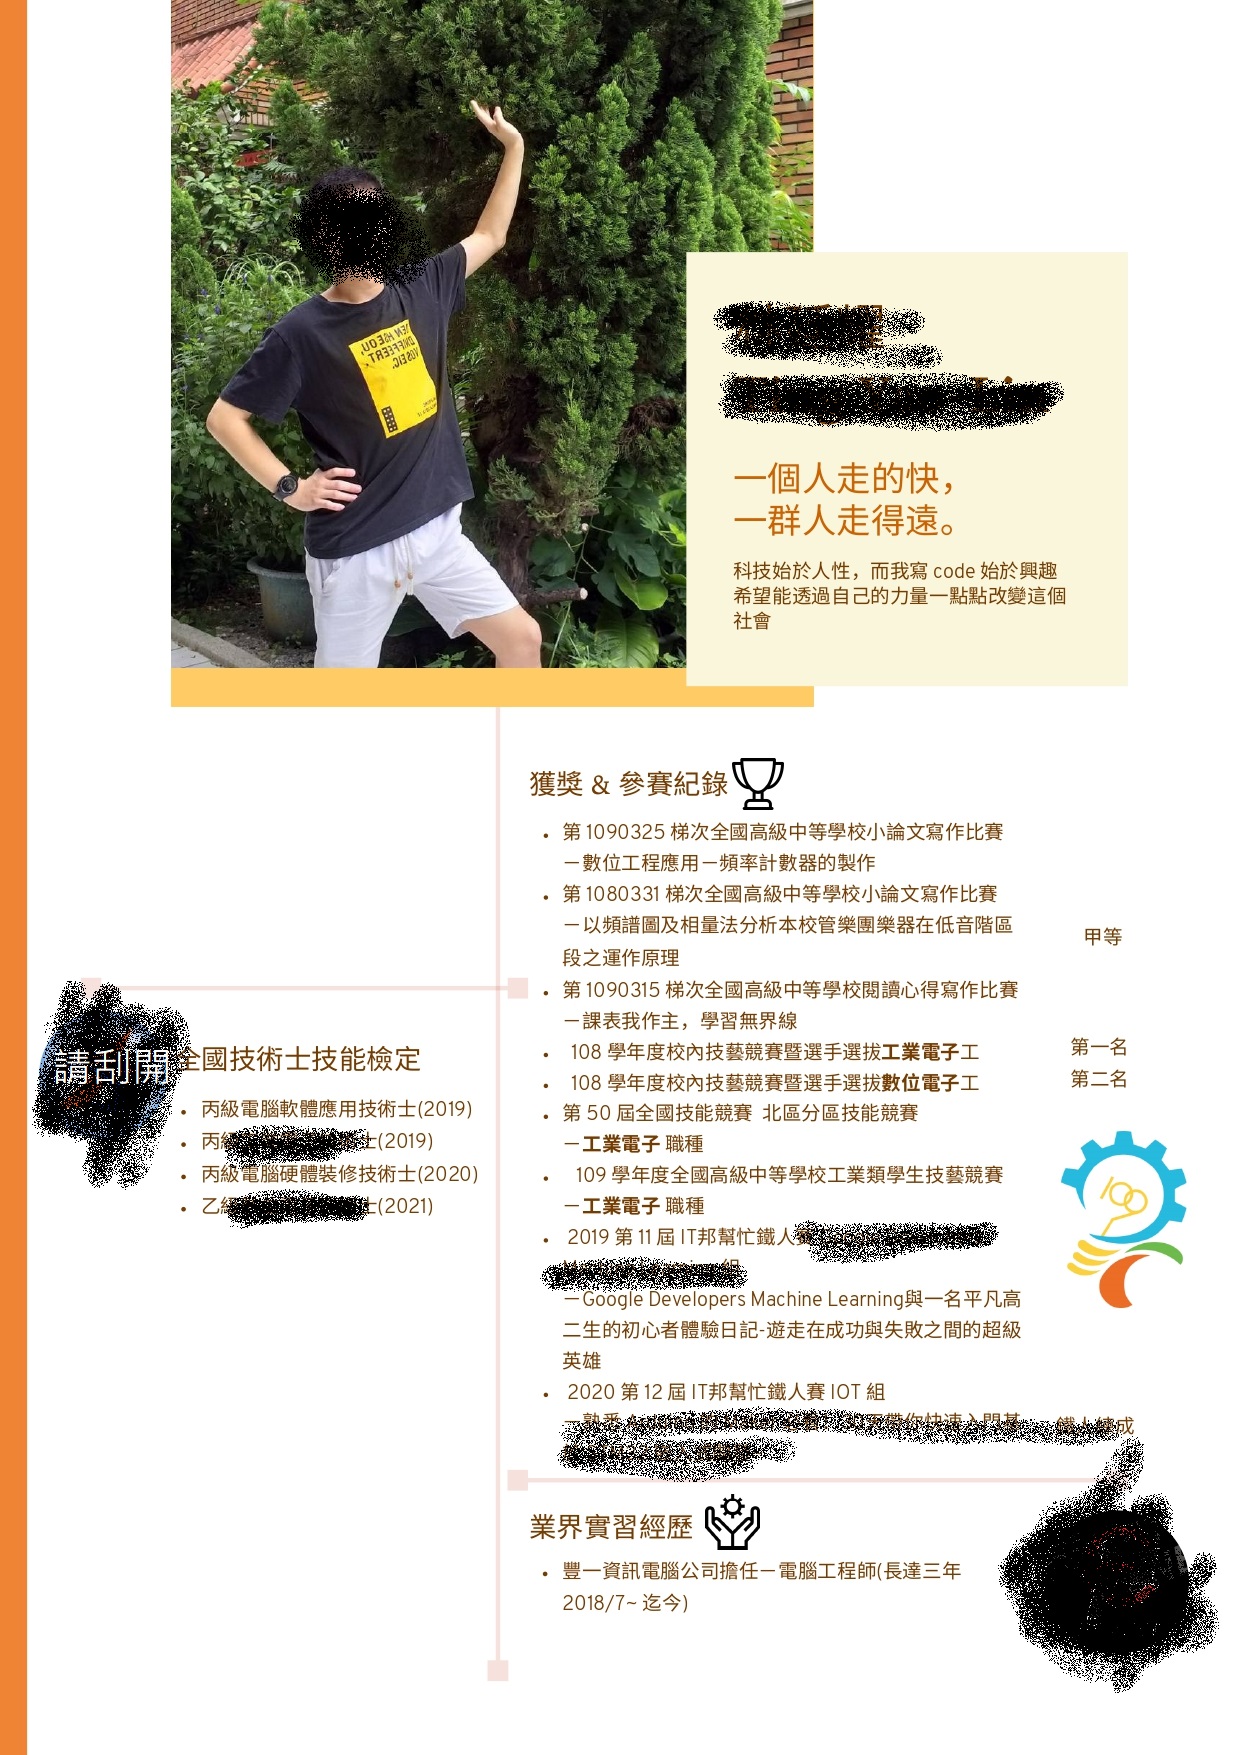 一個人走的快，
一群人走得遠。
科技始於人性，而我寫 code 始於興趣
希望能透過自己的力量一點點改變這個
社會
獲獎 & 參賽紀錄
第 1090325 梯次全國高級中等學校小論文寫作比賽
－數位工程應用－頻率計數器的製作
第 1080331 梯次全國高級中等學校小論文寫作比賽
－以頻譜圖及相量法分析本校管樂團樂器在低音階區
段之運作原理
甲等
第 1090315 梯次全國高級中等學校閱讀心得寫作比賽
－課表我作主，學習無界線
108 學年度校內技藝競賽暨選手選拔工業電子工
第一名
108 學年度校內技藝競賽暨選手選拔數位電子工
第二名
第 50 屆全國技能競賽 北區分區技能競賽
－工業電子 職種
109 學年度全國高級中等學校工業類學生技藝競賽
－工業電子 職種
2019 第 11 屆 IT邦幫忙鐵人賽
組
－Google Developers Machine Learning與一名平凡高
二生的初心者體驗日記-遊走在成功與失敗之間的超級
英雄
2020 第 12 屆 IT邦幫忙鐵人賽 IOT 組
－熟悉 帶你快速入門基
鐵人練成
請刮開
全國技術士技能檢定
丙級電腦軟體應用技術士(2019)
丙級 士(2019)
丙級電腦硬體裝修技術士(2020)
乙級 士(2021)
業界實習經歷
豐一資訊電腦公司擔任－電腦工程師(長達三年
2018/7~ 迄今)